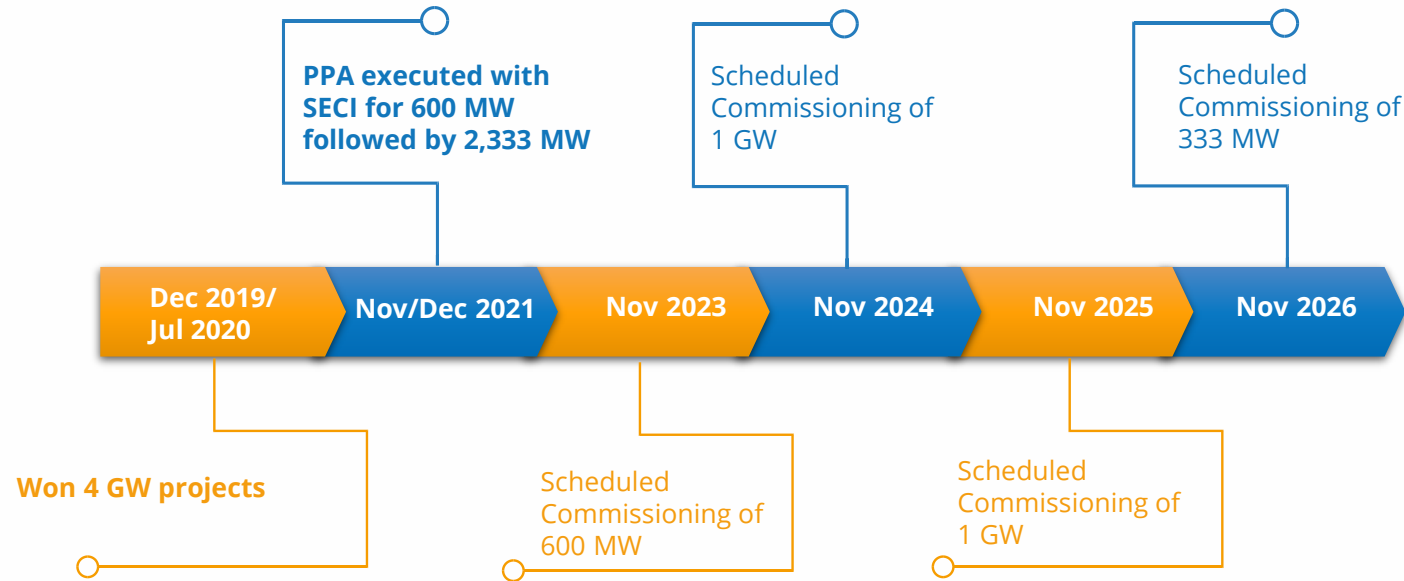 PPA executed with
SECI for 600 MW
followed by 2,333 MW
Scheduled
Commissioning of
1 GW
Scheduled
Commissioning of
333 MW
Dec 2019/
Jul 2020
Nov/Dec 2021
Nov 2023
Nov 2024
Nov 2025
Nov 2026
Won 4 GW projects
Scheduled
Commissioning of
600 MW
Scheduled
Commissioning of
1 GW